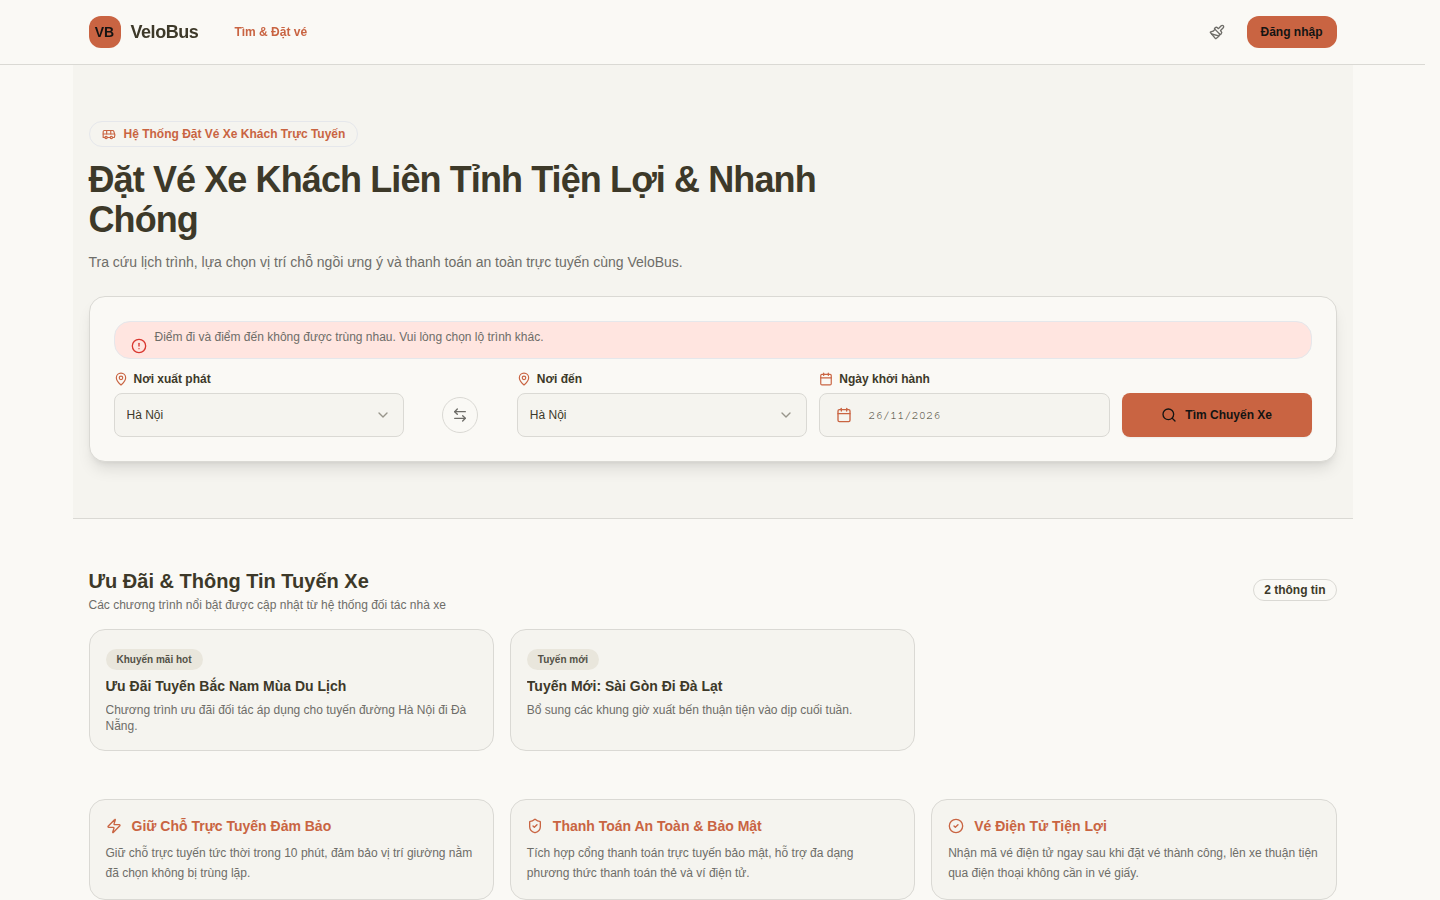 VB VeloBus Tìm & Đặt vé Đăng nhập
Hệ Thống Đặt Vé Xe Khách Trực Tuyến
Đặt Vé Xe Khách Liên Tỉnh Tiện Lợi & Nhanh
Chóng
Tra cứu lịch trình, lựa chọn vị trí chỗ ngồi ưng ý và thanh toán an toàn trực tuyến cùng VeloBus.
Điểm đi và điểm đến không được trùng nhau. Vui lòng chọn lộ trình khác.
Nơi xuất phát Nơi đến Ngày khởi hành
Hà Nội Hà Nội 26/11/2026 Tìm Chuyến Xe
Ưu Đãi & Thông Tin Tuyến Xe
Các chương trình nổi bật được cập nhật từ hệ thống đối tác nhà xe
2 thông tin
Khuyến mãi hot
Ưu Đãi Tuyến Bắc Nam Mùa Du Lịch
Chương trình ưu đãi đối tác áp dụng cho tuyến đường Hà Nội đi Đà
Nẵng.
Tuyến mới
Tuyến Mới: Sài Gòn Đi Đà Lạt
Bổ sung các khung giờ xuất bến thuận tiện vào dịp cuối tuần.
Giữ Chỗ Trực Tuyến Đảm Bảo
Giữ chỗ trực tuyến tức thời trong 10 phút, đảm bảo vị trí giường nằm
đã chọn không bị trùng lặp.
Thanh Toán An Toàn & Bảo Mật
Tích hợp cổng thanh toán trực tuyến bảo mật, hỗ trợ đa dạng
phương thức thanh toán thẻ và ví điện tử.
Vé Điện Tử Tiện Lợi
Nhận mã vé điện tử ngay sau khi đặt vé thành công, lên xe thuận tiện
qua điện thoại không cần in vé giấy.